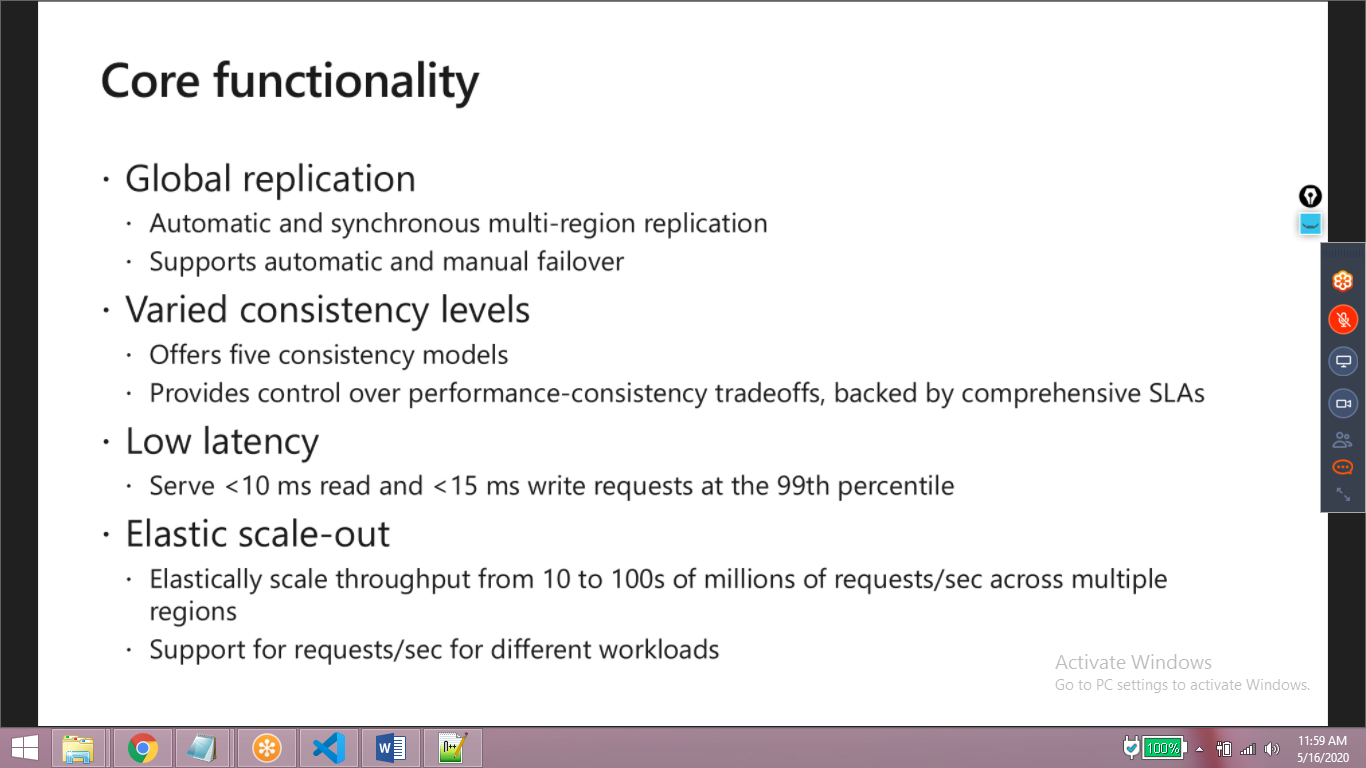 Core functionality
· Global replication
· Automatic and synchronous multi-region replication
· Supports automatic and manual failover
· Varied consistency levels
· Offers five consistency models
· Provides control over performance-consistency tradeoffs, backed by comprehensive SLAs
· Low latency
· Serve <10 ms read and <15 ms write requests at the 99th percentile
· Elastic scale-out
· Elastically scale throughput from 10 to 100s of millions of requests/sec across multiple
regions
· Support for requests/sec for different workloads
Activate Windows
Go to PC settings to activate Windows.
100%
11:59 AM
5/16/2020